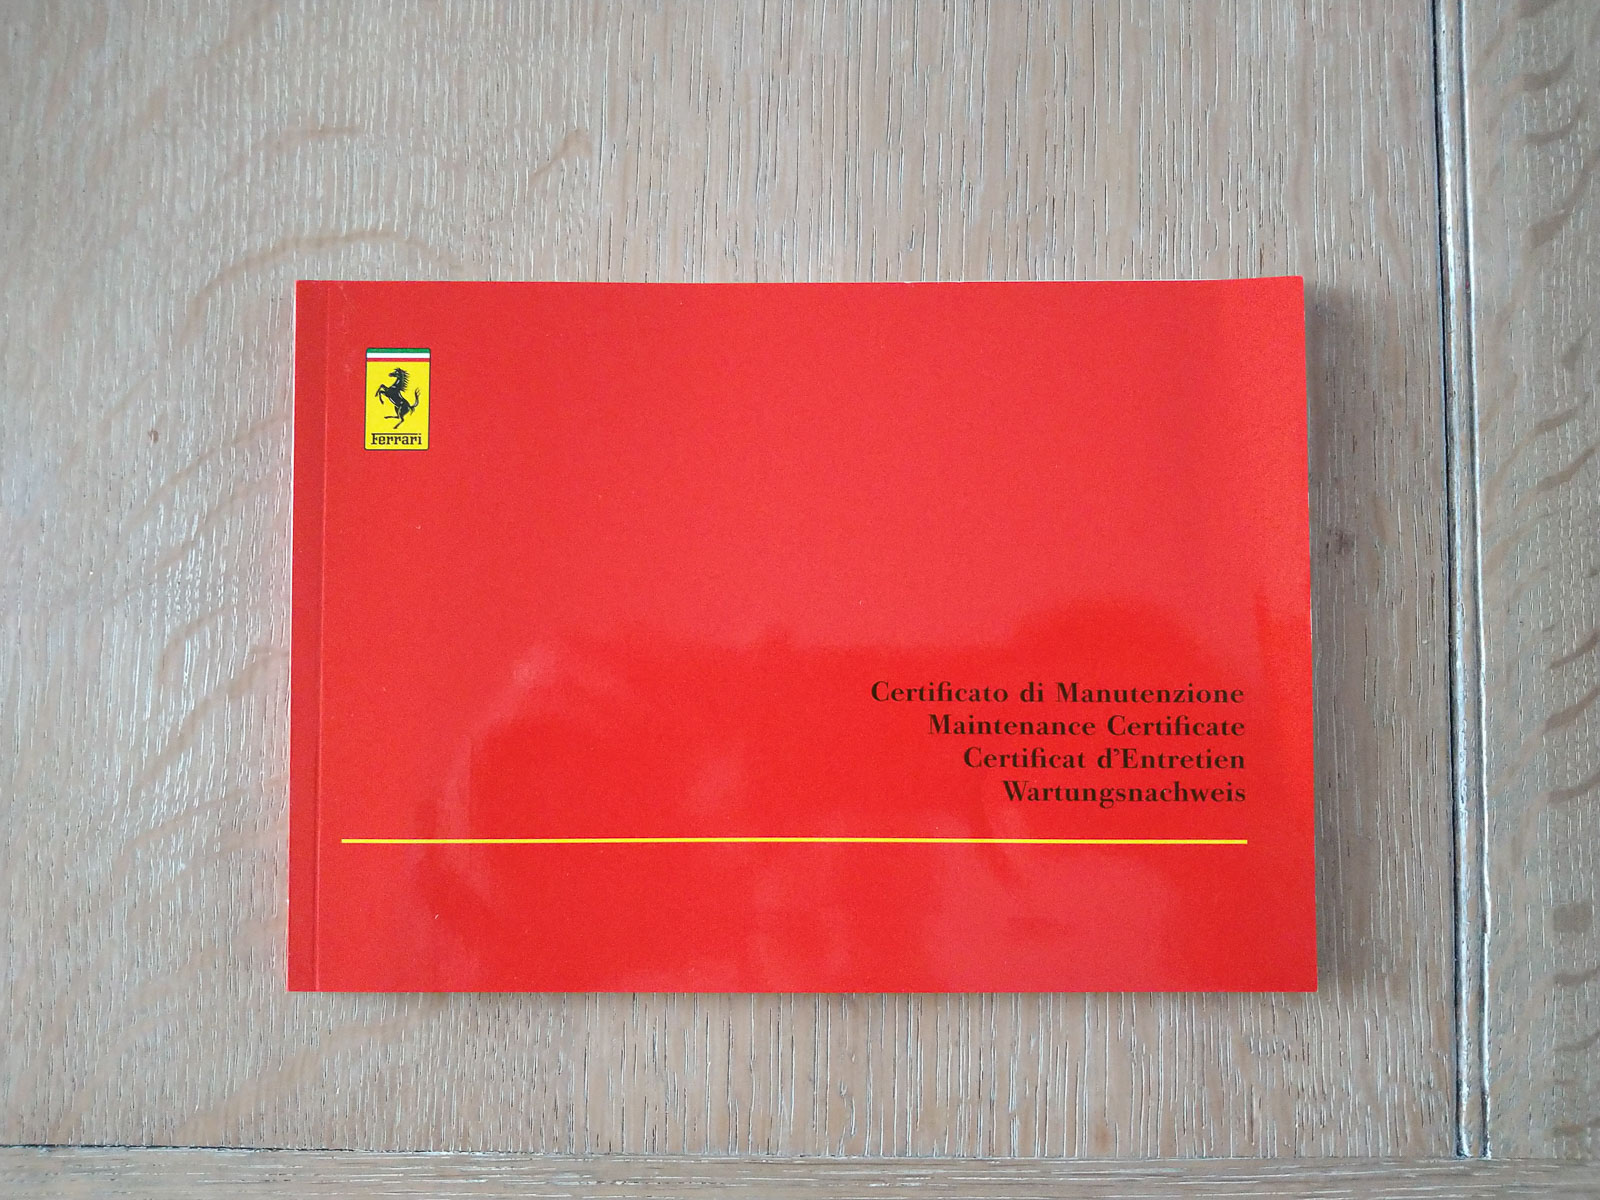 Ferrari
Certificato di Manutenzione
Maintenance Certificate
Certificat d’Entretien
Wartungsnachweis